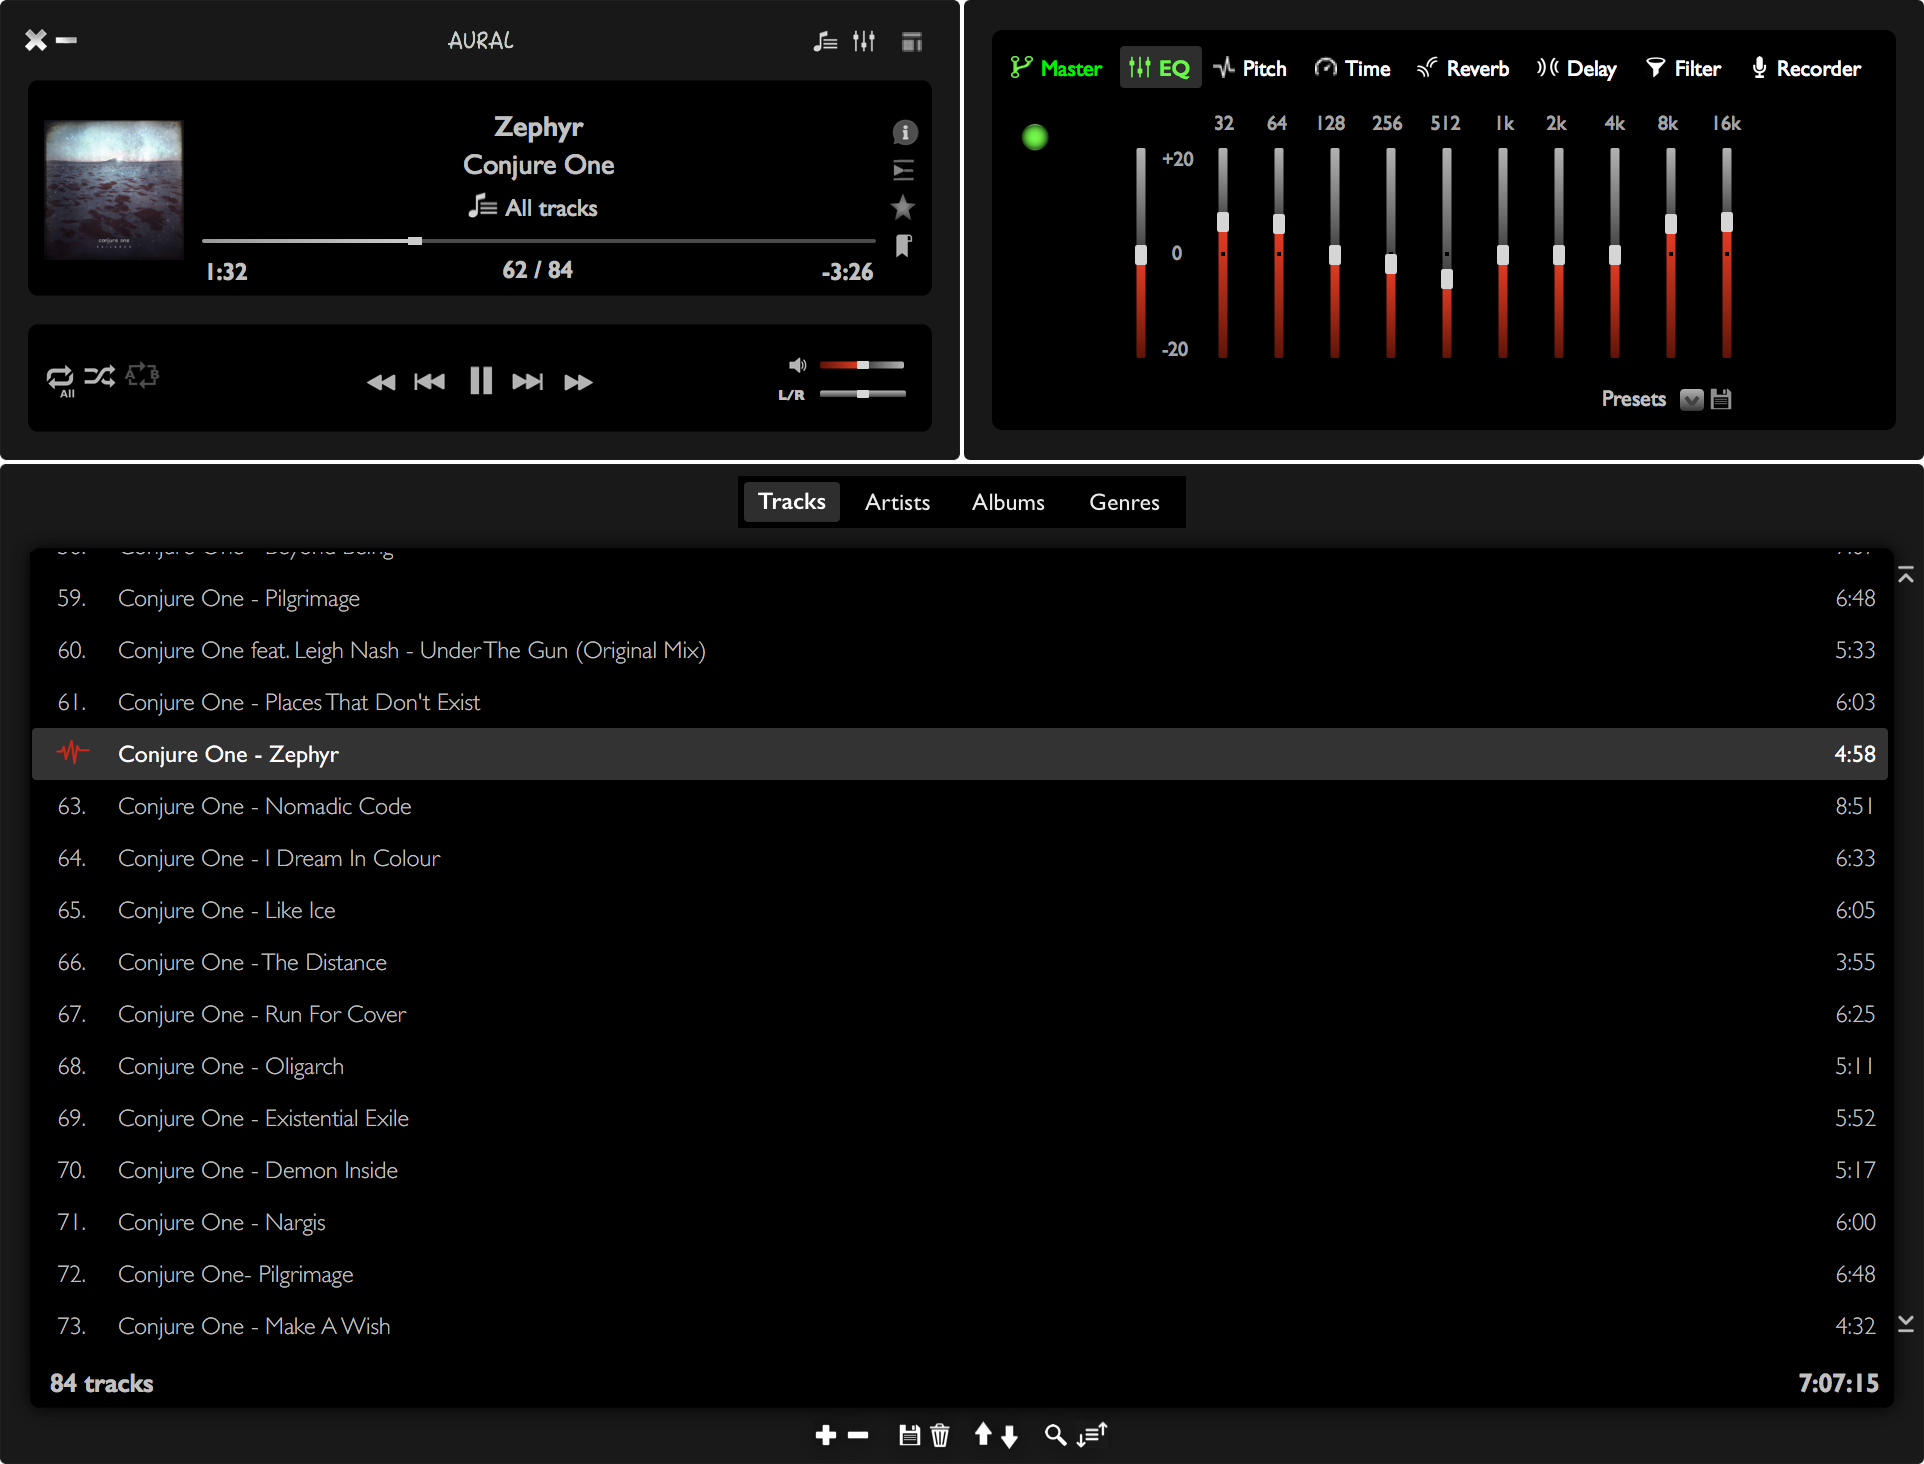 AURAL
Zephyr
Conjure One
All tracks
1:32
62 / 84
-3:26
All
A B
L/R
conjure one
Master EQ Pitch Time Reverb Delay Filter Recorder
32 64 128 256 512 1k 2k 4k 8k 16k
+20
0
-20
Presets
Tracks Artists Albums Genres
59. Conjure One - Pilgrimage 6:48
60. Conjure One feat. Leigh Nash - Under The Gun (Original Mix) 5:33
61. Conjure One - Places That Don't Exist 6:03
Conjure One - Zephyr 4:58
63. Conjure One - Nomadic Code 8:51
64. Conjure One - I Dream In Colour 6:33
65. Conjure One - Like Ice 6:05
66. Conjure One - The Distance 3:55
67. Conjure One - Run For Cover 6:25
68. Conjure One - Oligarch 5:11
69. Conjure One - Existential Exile 5:52
70. Conjure One - Demon Inside 5:17
71. Conjure One - Nargis 6:00
72. Conjure One- Pilgrimage 6:48
73. Conjure One - Make A Wish 4:32
84 tracks 7:07:15